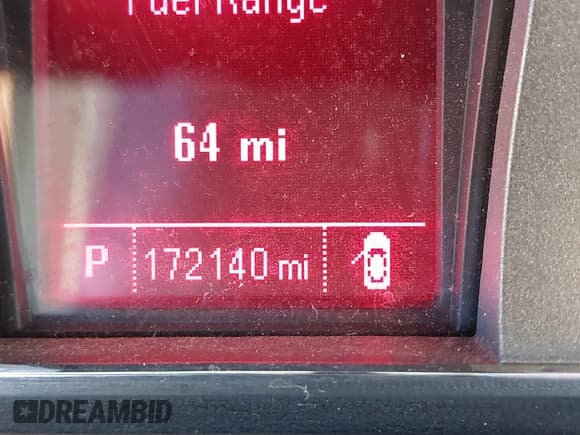 Fuel Range
64 mi
P 172140 mi
DREAMBID